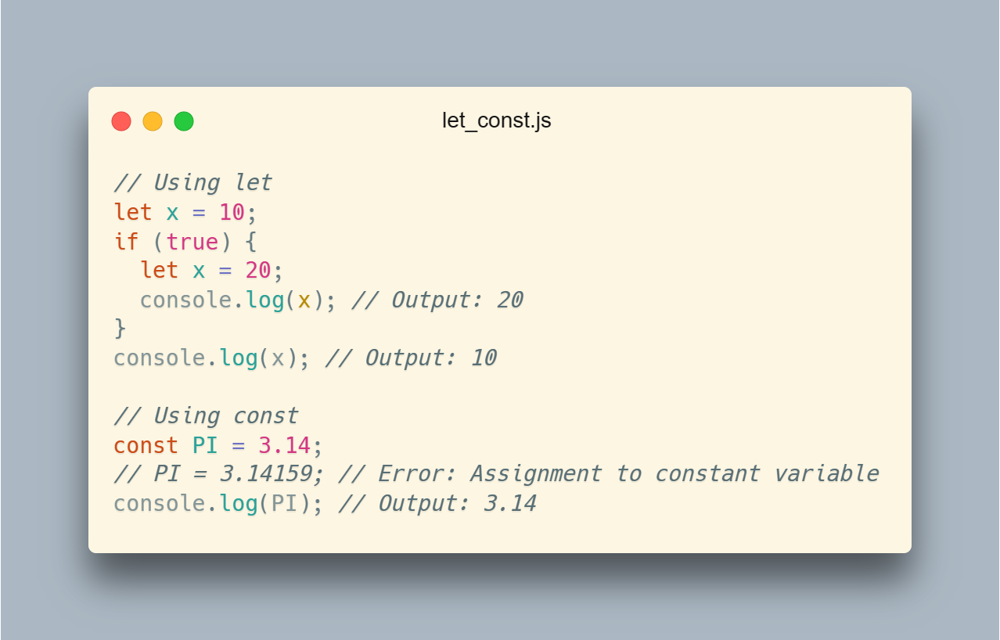 let_const.js
// Using let
let x = 10;
if (true) {
  let x = 20;
  console.log(x); // Output: 20
}
console.log(x); // Output: 10

// Using const
const PI = 3.14;
// PI = 3.14159; // Error: Assignment to constant variable
console.log(PI); // Output: 3.14